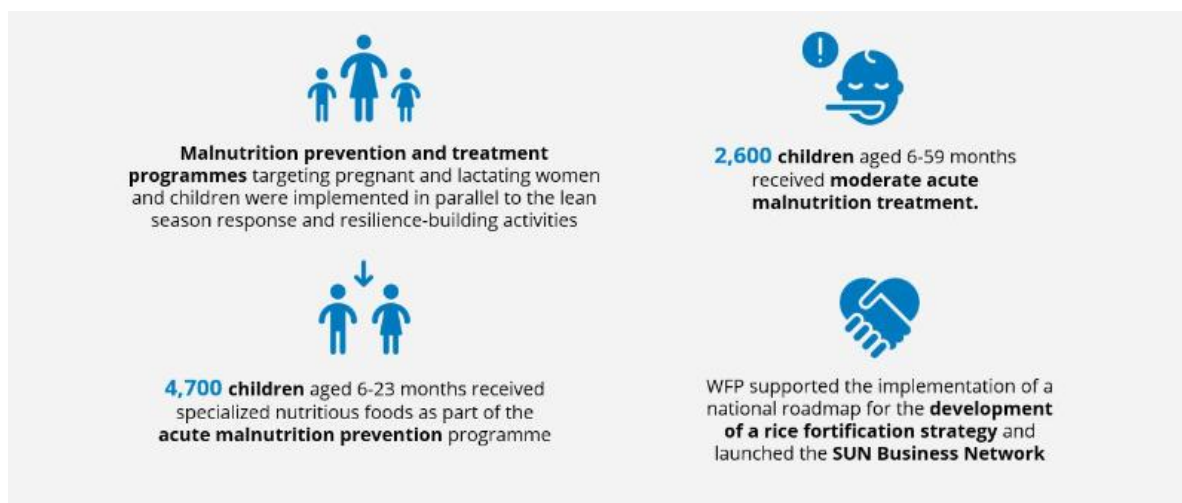 Malnutrition prevention and treatment
programmes targeting pregnant and lactating women
and children were implemented in parallel to the lean
season response and resilience-building activities
2,600 children aged 6-59 months
received moderate acute
malnutrition treatment.
4,700 children aged 6-23 months received
specialized nutritious foods as part of the
acute malnutrition prevention programme
WFP supported the implementation of a
national roadmap for the development
of a rice fortification strategy and
launched the SUN Business Network